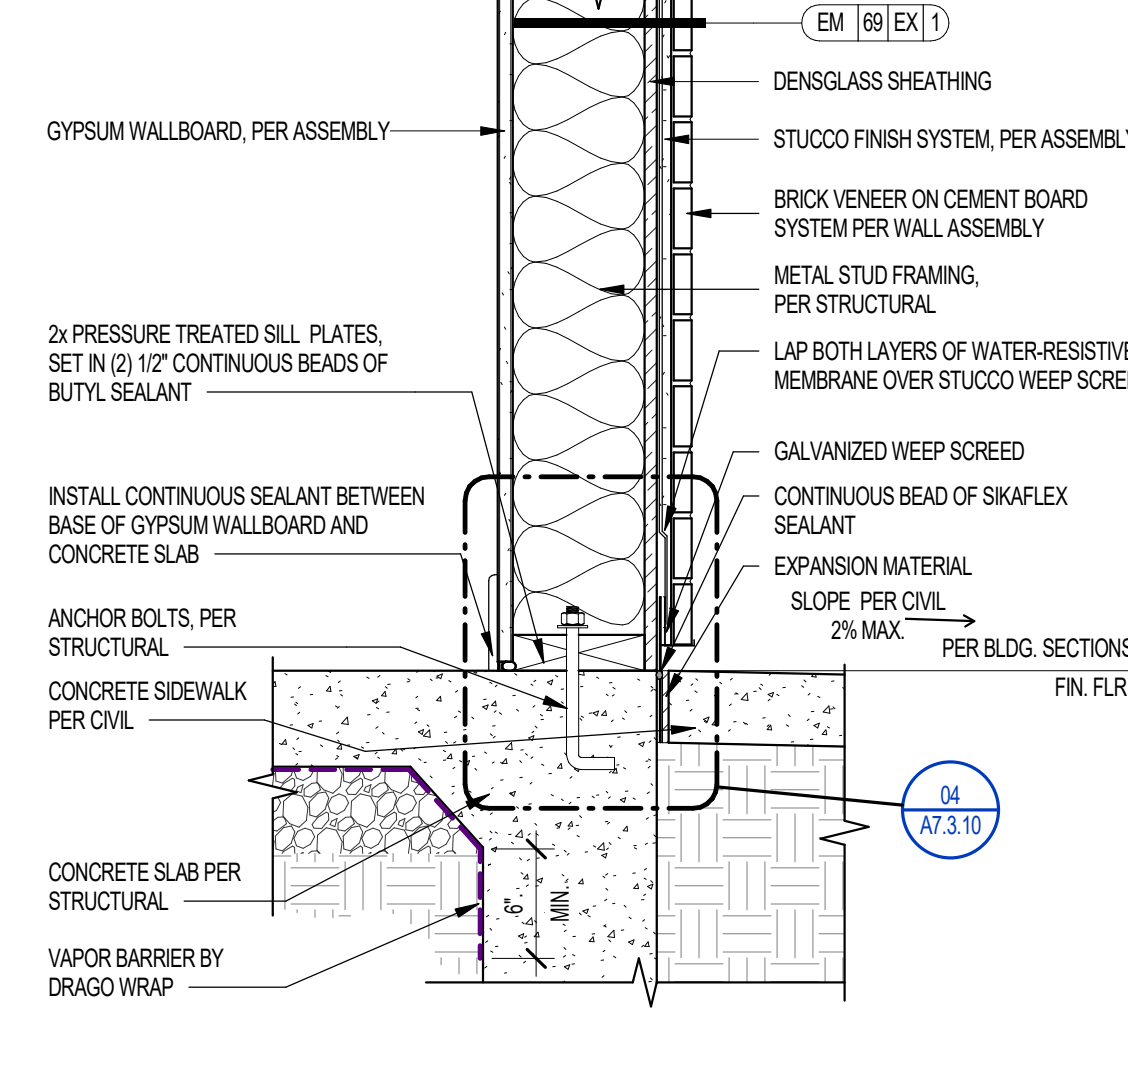 EM 69 EX 1
DENSGLASS SHEATHING
GYPSUM WALLBOARD, PER ASSEMBLY
STUCCO FINISH SYSTEM, PER ASSEMBLY
BRICK VENEER ON CEMENT BOARD
SYSTEM PER WALL ASSEMBLY
METAL STUD FRAMING,
PER STRUCTURAL
2x PRESSURE TREATED SILL PLATES,
SET IN (2) 1/2" CONTINUOUS BEADS OF
BUTYL SEALANT
LAP BOTH LAYERS OF WATER-RESISTIVE
MEMBRANE OVER STUCCO WEEP
GALVANIZED WEEP SCREED
INSTALL CONTINUOUS SEALANT BETWEEN
BASE OF GYPSUM WALLBOARD AND
CONCRETE SLAB
CONTINUOUS BEAD OF SIKAFLEX
SEALANT
EXPANSION MATERIAL
SLOPE PER CIVIL
2% MAX.
ANCHOR BOLTS, PER
STRUCTURAL
PER BLDG. SECTIONS
FIN. FLR
CONCRETE SIDEWALK
PER CIVIL
04
A7.3.10
CONCRETE SLAB PER
STRUCTURAL
6"
MIN.
VAPOR BARRIER BY
DRAGO WRAP